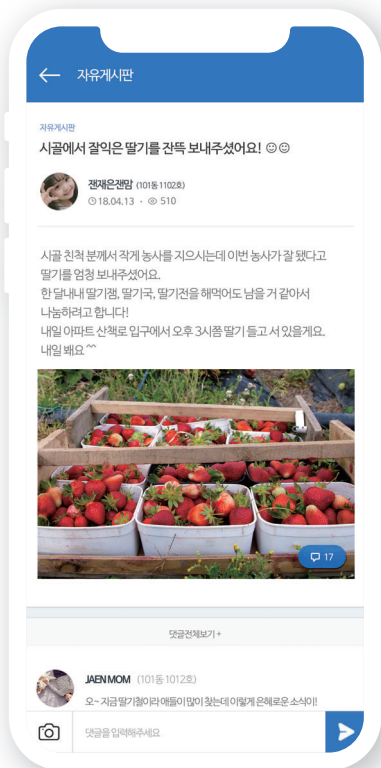 자유게시판
자유게시판
시골에서 잘익은 딸기를 잔뜩 보내주셨어요! ☺☺
잰재은잰맘 (101동 1102호)
18.04.13 · 510
시골 친척 분께서 작게 농사를 지으시는데 이번 농사가 잘 됐다고
딸기를 엄청 보내주셨어요.
한 달내내 딸기잼, 딸기국, 딸기전을 해먹어도 남을 거 같아서
나눔하려고 합니다!
내일 아파트 산책로 입구에서 오후 3시쯤 딸기 들고 서 있을게요.
내일 봬요^^
17
댓글전체보기 +
JAEN MOM (101동 1012호)
오~ 지금 딸기철이라 애들이 많이 찾는데 이렇게 은혜로운 소식이!
댓글을 입력해주세요